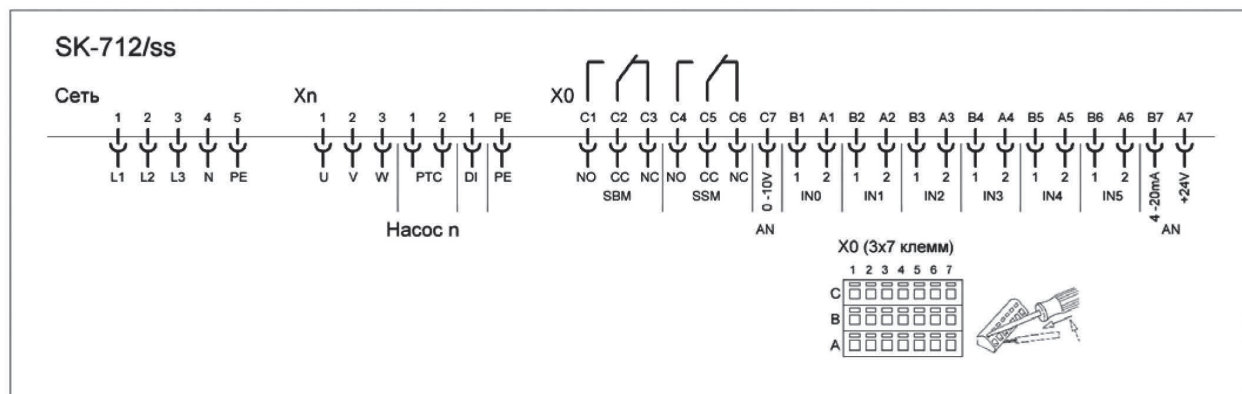 SK-712/ss
Сеть Xn X0
1 2 3 4 5 1 2 3 1 2 1 PE C1 C2 C3 C4 C5 C6 C7 B1 A1 B2 A2 B3 A3 B4 A4 B5 A5 B6 A6 B7 A7
L1 L2 L3 N PE U V W PTC DI PE NO CC NC NO CC NC 0 -10V 1 2 1 2 1 2 1 2 1 2 1 2 4 -20mA +24V
SBM SSM IN0 IN1 IN2 IN3 IN4 IN5
Насос n AN AN
X0 (3x7 клемм)
1 2 3 4 5 6 7
C
B
A